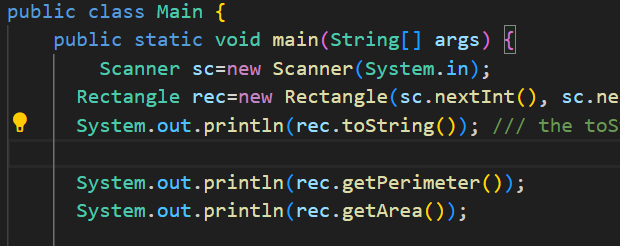 public class Main {
public static void main(String[] args) {
Scanner sc=new Scanner(System.in);
Rectangle rec=new Rectangle(sc.nextInt(), sc.ne
System.out.println(rec.toString()); /// the toS
System.out.println(rec.getPerimeter());
System.out.println(rec.getArea());